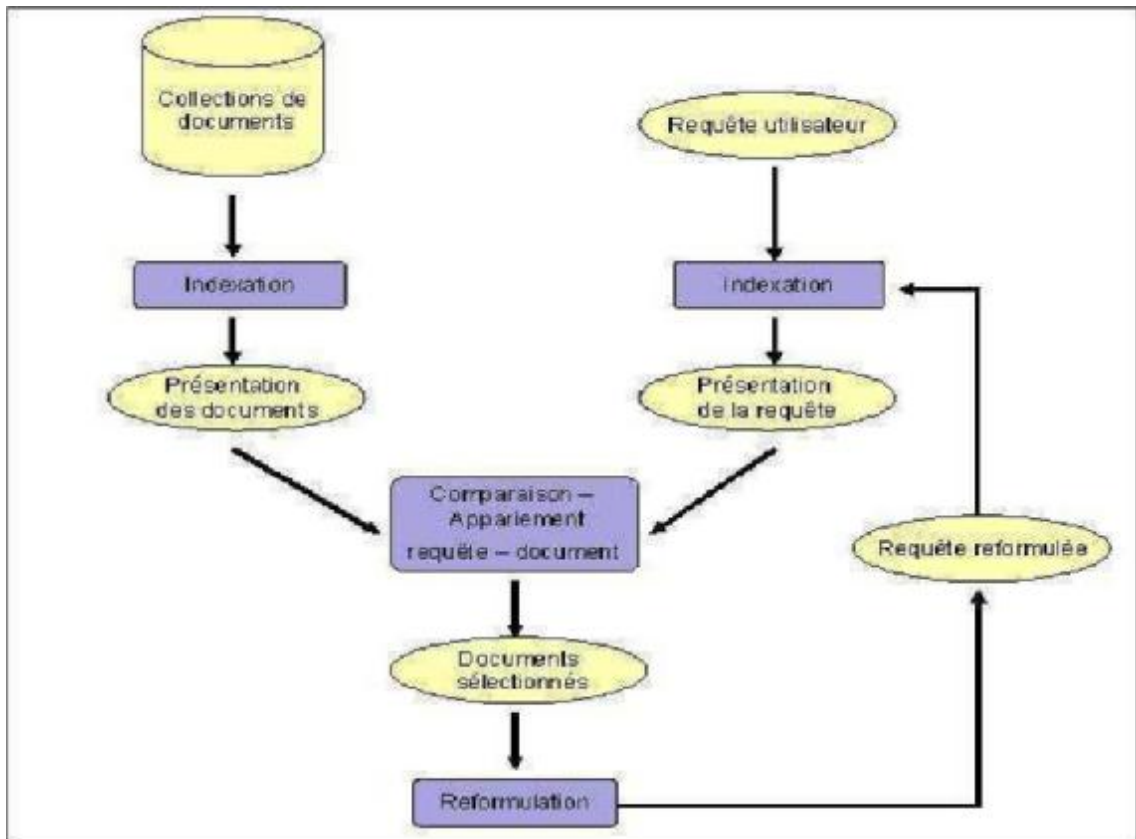 Collections de
documents
Requête utilisateur
Indexation
Indexation
Présentation
des documents
Présentation
de la requête
Comparaison –
Appariement
requête – document
Requête reformulée
Documents
sélectionnés
Reformulation